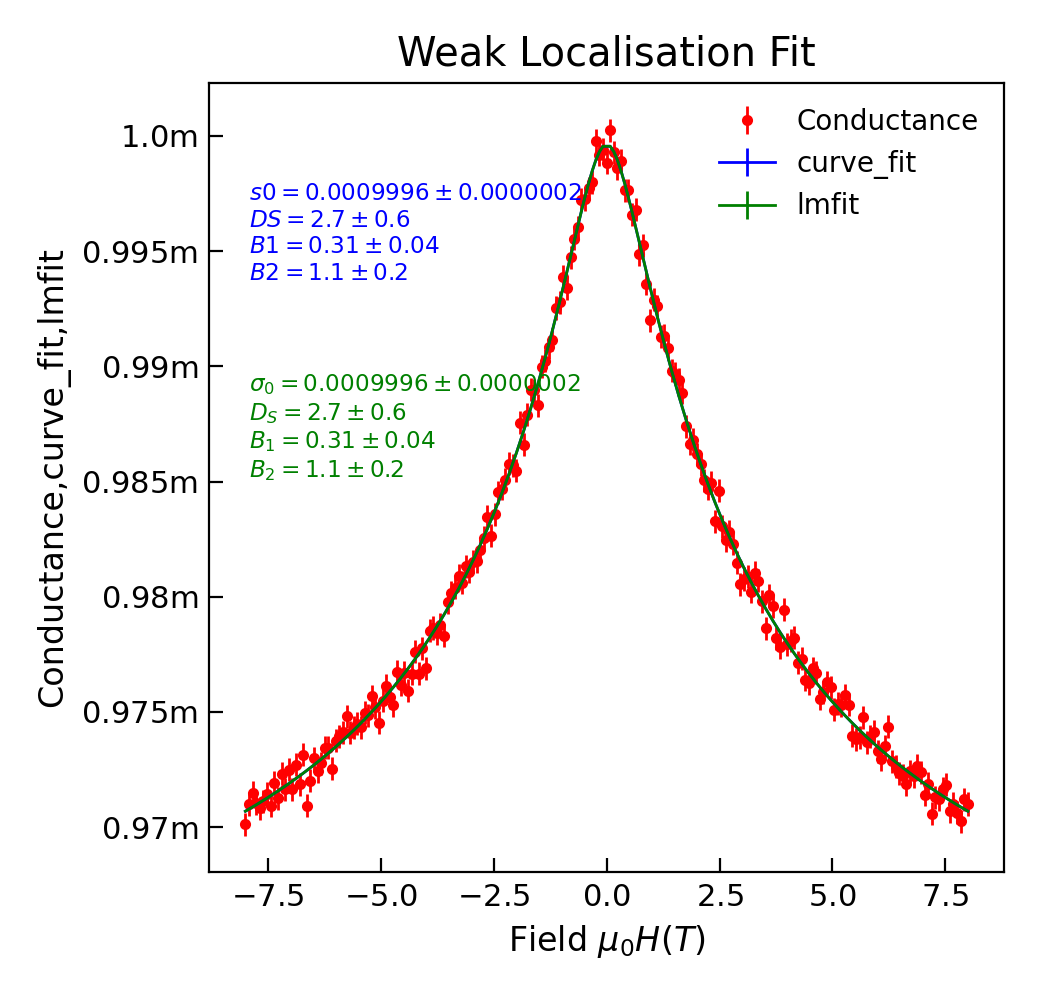 Weak Localisation Fit
Conductance
curve_fit
lmfit
1.0m
0.995m
0.99m
0.985m
0.98m
0.975m
0.97m
s0 = 0.0009996 ± 0.0000002
DS = 2.7 ± 0.6
B1 = 0.31 ± 0.04
B2 = 1.1 ± 0.2
σ₀ = 0.0009996 ± 0.0000002
D_S = 2.7 ± 0.6
B₁ = 0.31 ± 0.04
B₂ = 1.1 ± 0.2
Conductance,curve_fit,lmfit
−7.5 −5.0 −2.5 0.0 2.5 5.0 7.5
Field μ₀H(T)